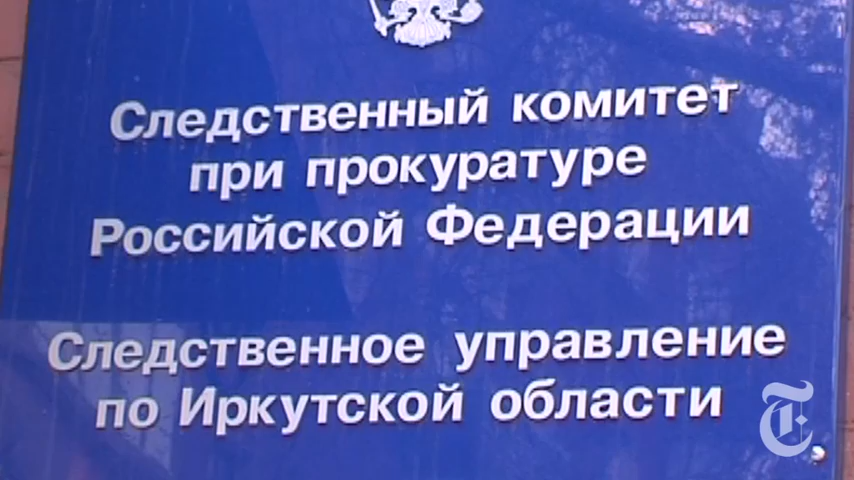 Следственный комитет
при прокуратуре
Российской Федерации
Следственное управление
по Иркутской области
T